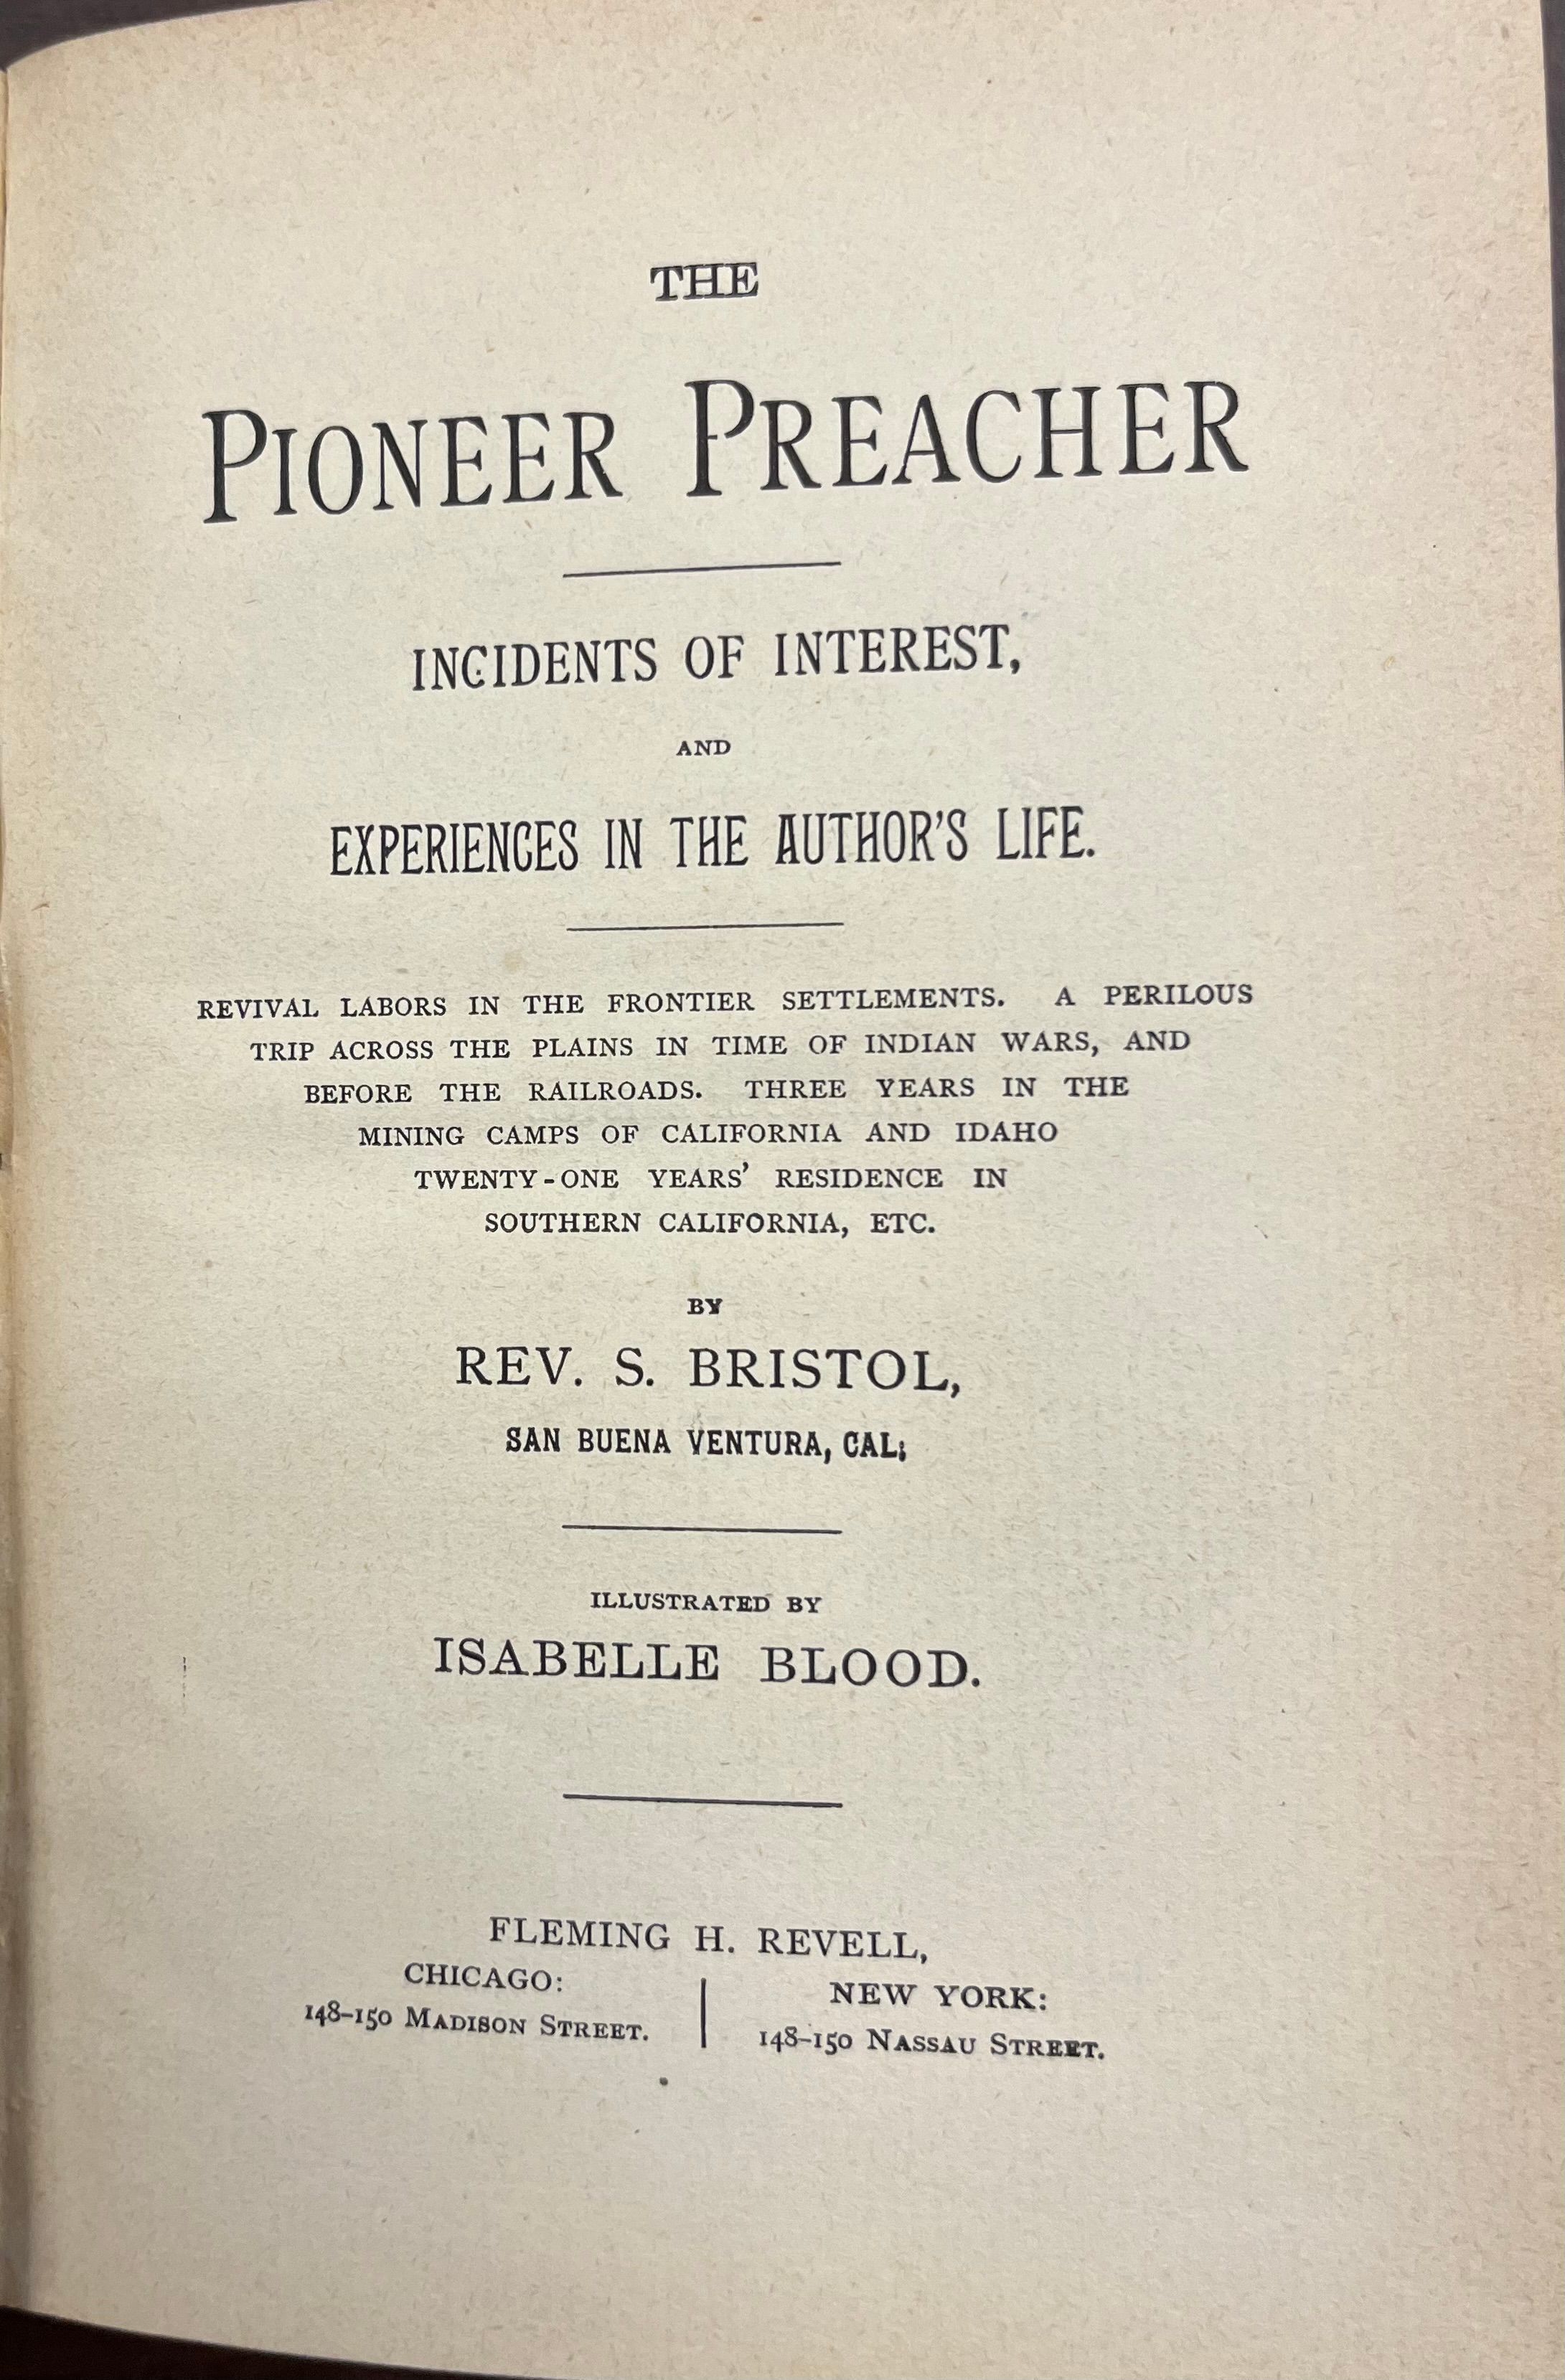 THE
PIONEER PREACHER
INCIDENTS OF INTEREST,
AND
EXPERIENCES IN THE AUTHOR'S LIFE.
REVIVAL LABORS IN THE FRONTIER SETTLEMENTS. A PERILOUS
TRIP ACROSS THE PLAINS IN TIME OF INDIAN WARS, AND
BEFORE THE RAILROADS. THREE YEARS IN THE
MINING CAMPS OF CALIFORNIA AND IDAHO
TWENTY-ONE YEARS' RESIDENCE IN
SOUTHERN CALIFORNIA, ETC.
BY
REV. S. BRISTOL,
SAN BUENA VENTURA, CAL;
ILLUSTRATED BY
ISABELLE BLOOD.
FLEMING H. REVELL,
CHICAGO:
148-150 MADISON STREET.
NEW YORK:
148-150 NASSAU STREET.